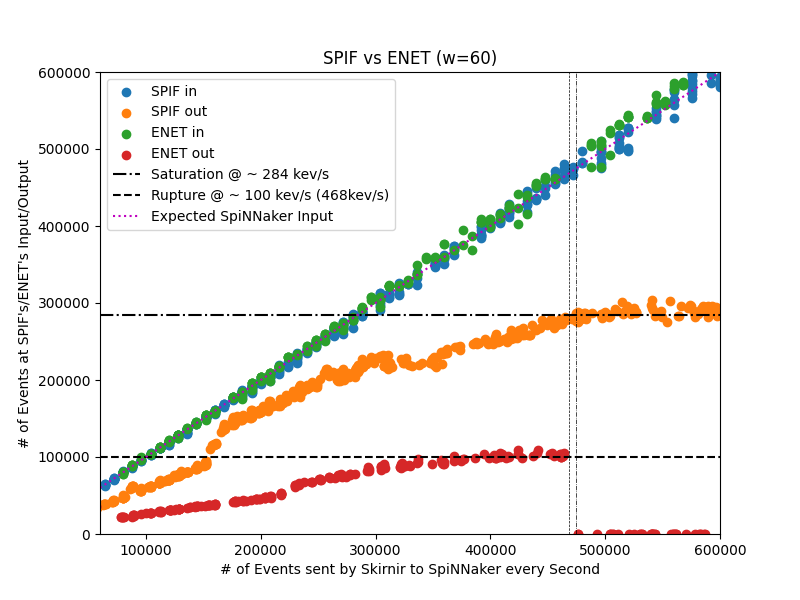 SPIF vs ENET (w=60)
600000
500000
400000
300000
200000
100000
0
# of Events at SPIF's/ENET's Input/Output
SPIF in
SPIF out
ENET in
ENET out
Saturation @ ~ 284 kev/s
Rupture @ ~ 100 kev/s (468kev/s)
Expected SpiNNaker Input
100000 200000 300000 400000 500000 600000
# of Events sent by Skirnir to SpiNNaker every Second